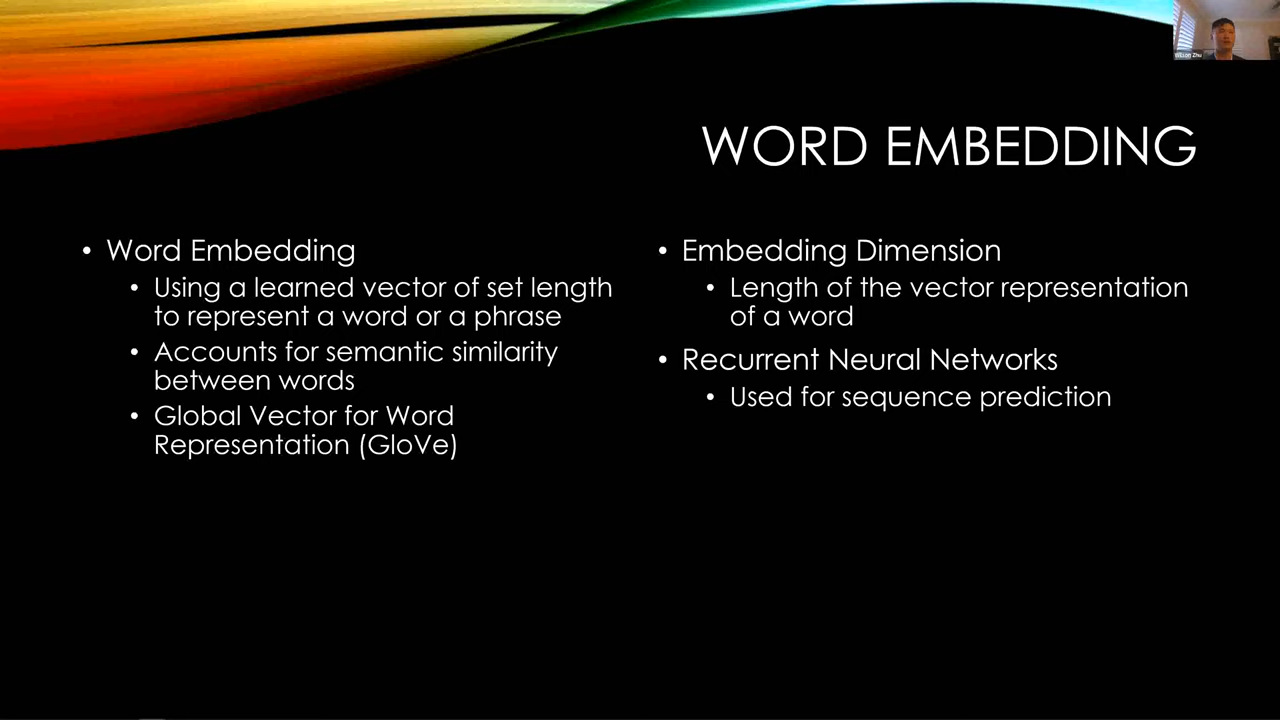 WORD EMBEDDING
• Word Embedding
• Using a learned vector of set length
to represent a word or a phrase
• Accounts for semantic similarity
between words
• Global Vector for Word
Representation (GloVe)
• Embedding Dimension
• Length of the vector representation
of a word
• Recurrent Neural Networks
• Used for sequence prediction
Zhu